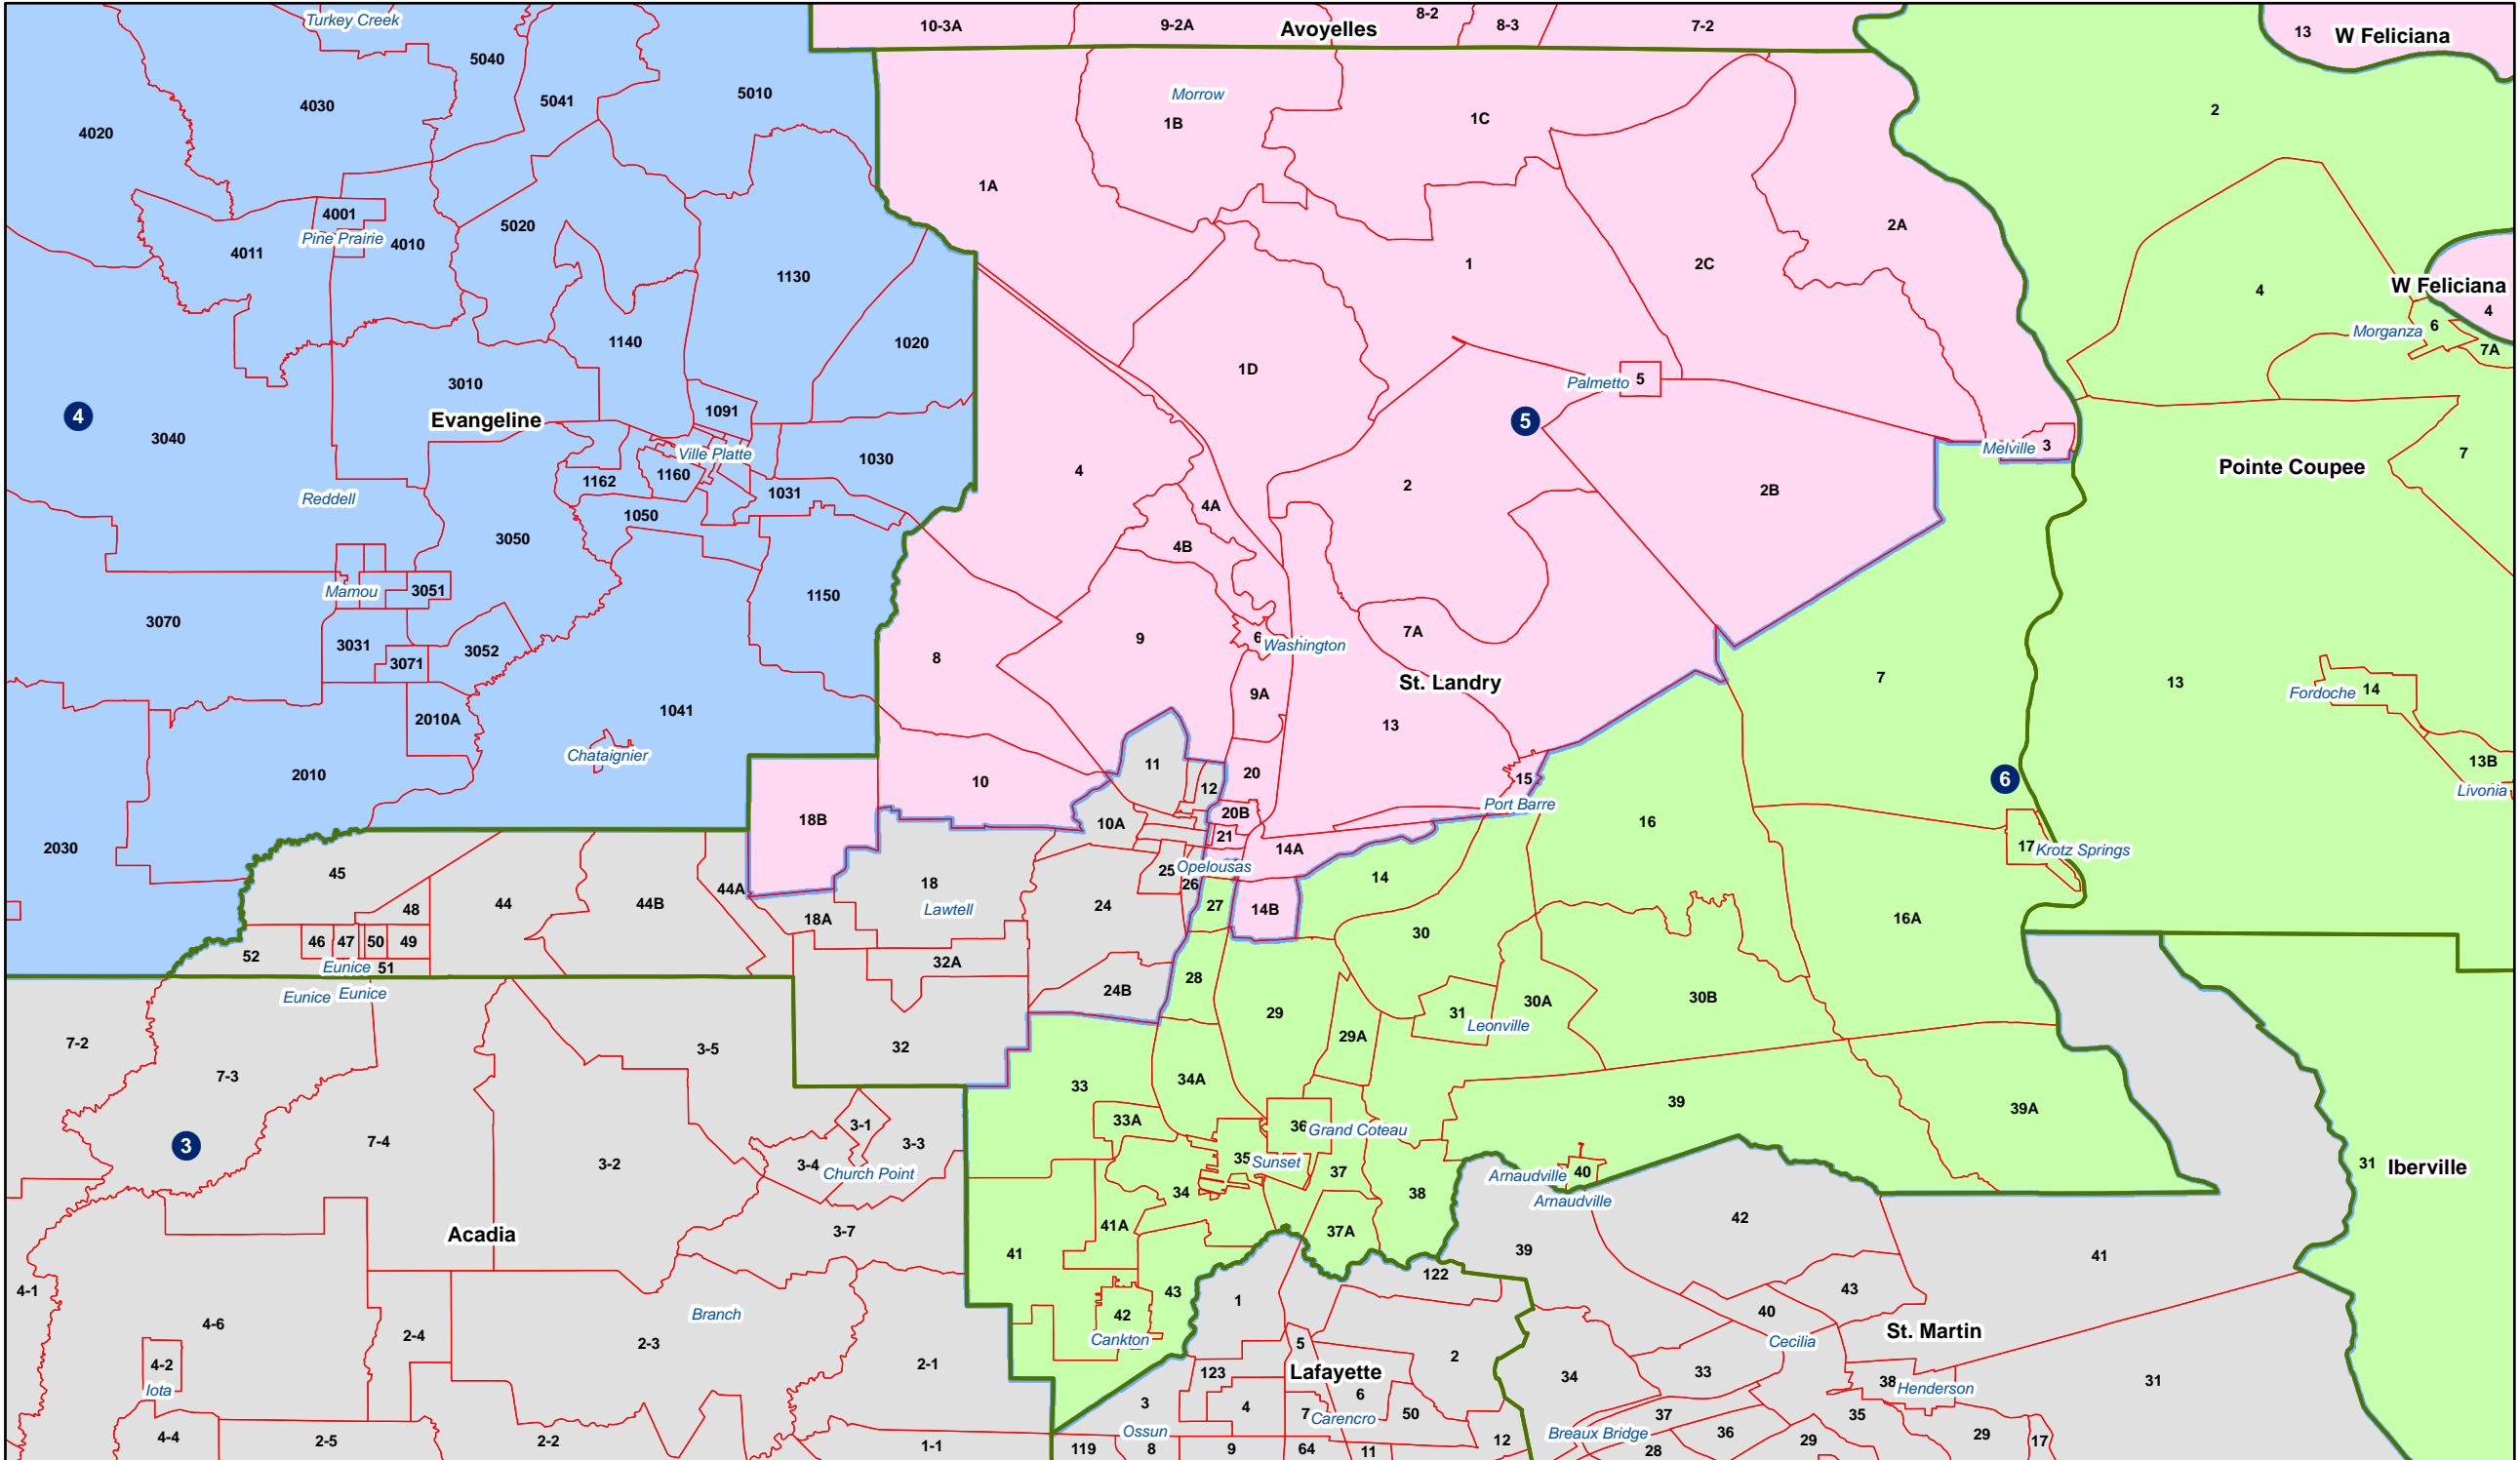 Turkey Creek
10-3A
9-2A
Avoyelles
8-2
8-3
7-2
13
W Feliciana
5040
4030
5041
5010
4020
Morrow
1B
1C
2
1A
4001
Pine Prairie
4010
4011
5020
1130
1
2C
2A
W Feliciana
4
4
6
Morganza
7A
1140
1020
3010
1D
Palmetto
5
4
Evangeline
1091
5
3040
Ville Platte
1030
4
Melville
3
Pointe Coupee
7
Reddell
1162
1160
1031
4A
2
2B
1050
3050
4B
Mamou
3051
1150
3070
3031
3071
3052
8
9
6
Washington
7A
St. Landry
9A
7
13
Fordoche
14
2010A
1041
13
Chataignier
2010
10
11
12
20
15
Port Barre
6
13B
Livonia
18B
10A
20B
21
14A
16
17
Krotz Springs
2030
45
44A
18
Lawtell
25
26
Opelousas
14
48
44
44B
18A
24
27
14B
30
16A
46
47
50
49
52
Eunice
51
32A
24B
28
Eunice
Eunice
29
31
Leonville
30A
30B
29A
7-2
7-3
3-5
32
33
34A
39
39A
3
7-4
3-1
3-3
33A
36
Grand Coteau
3-2
3-4
Church Point
35
Sunset
37
Arnaudville
40
Arnaudville
31
Iberville
34
38
Acadia
3-7
41A
37A
42
41
39
41
4-1
122
43
4-6
Branch
43
1
40
42
Cankton
2-4
2-3
5
Cecilia
St. Martin
4-2
Iota
2-1
123
Lafayette
2
34
33
38
Henderson
31
3
4
6
7
Carencro
50
37
35
4-4
2-5
2-2
1-1
Ossun
119
8
9
64
11
12
Breaux Bridge
28
36
29
29
17